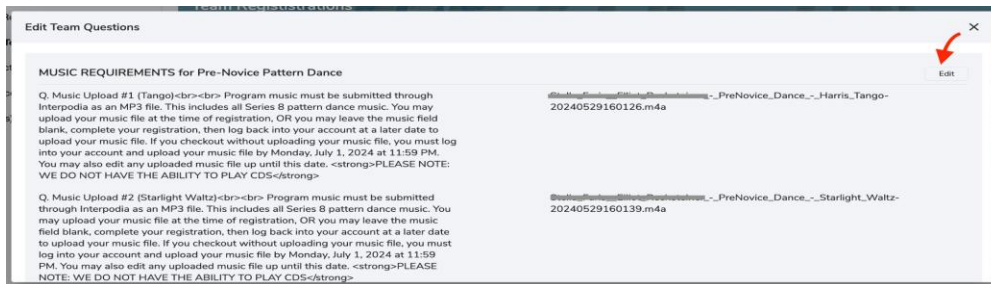 Team Regististrations
Edit Team Questions
MUSIC REQUIREMENTS for Pre-Novice Pattern Dance
Edit
Q. Music Upload #1 (Tango)<br><br> Program music must be submitted through
Interpodia as an MP3 file. This includes all Series 8 pattern dance music. You may
upload your music file at the time of registration, OR you may leave the music field
blank, complete your registration, then log back into your account at a later date to
upload your music file. If you checkout without uploading your music file, you must log
into your account and upload your music file by Monday, July 1, 2024 at 11:59 PM.
You may also edit any uploaded music file up until this date. <strong>PLEASE NOTE:
WE DO NOT HAVE THE ABILITY TO PLAY CDS</strong>
_-_PreNovice_Dance_-_Harris_Tango-
20240529160126.m4a
Q. Music Upload #2 (Starlight Waltz)<br><br> Program music must be submitted
through Interpodia as an MP3 file. This includes all Series 8 pattern dance music. You
may upload your music file at the time of registration, OR you may leave the music
field blank, complete your registration, then log back into your account at a later date
to upload your music file. If you checkout without uploading your music file, you must
log into your account and upload your music file by Monday, July 1, 2024 at 11:59
PM. You may also edit any uploaded music file up until this date. <strong>PLEASE
NOTE: WE DO NOT HAVE THE ABILITY TO PLAY CDS</strong>
_-_PreNovice_Dance_-_Starlight_Waltz-
20240529160139.m4a